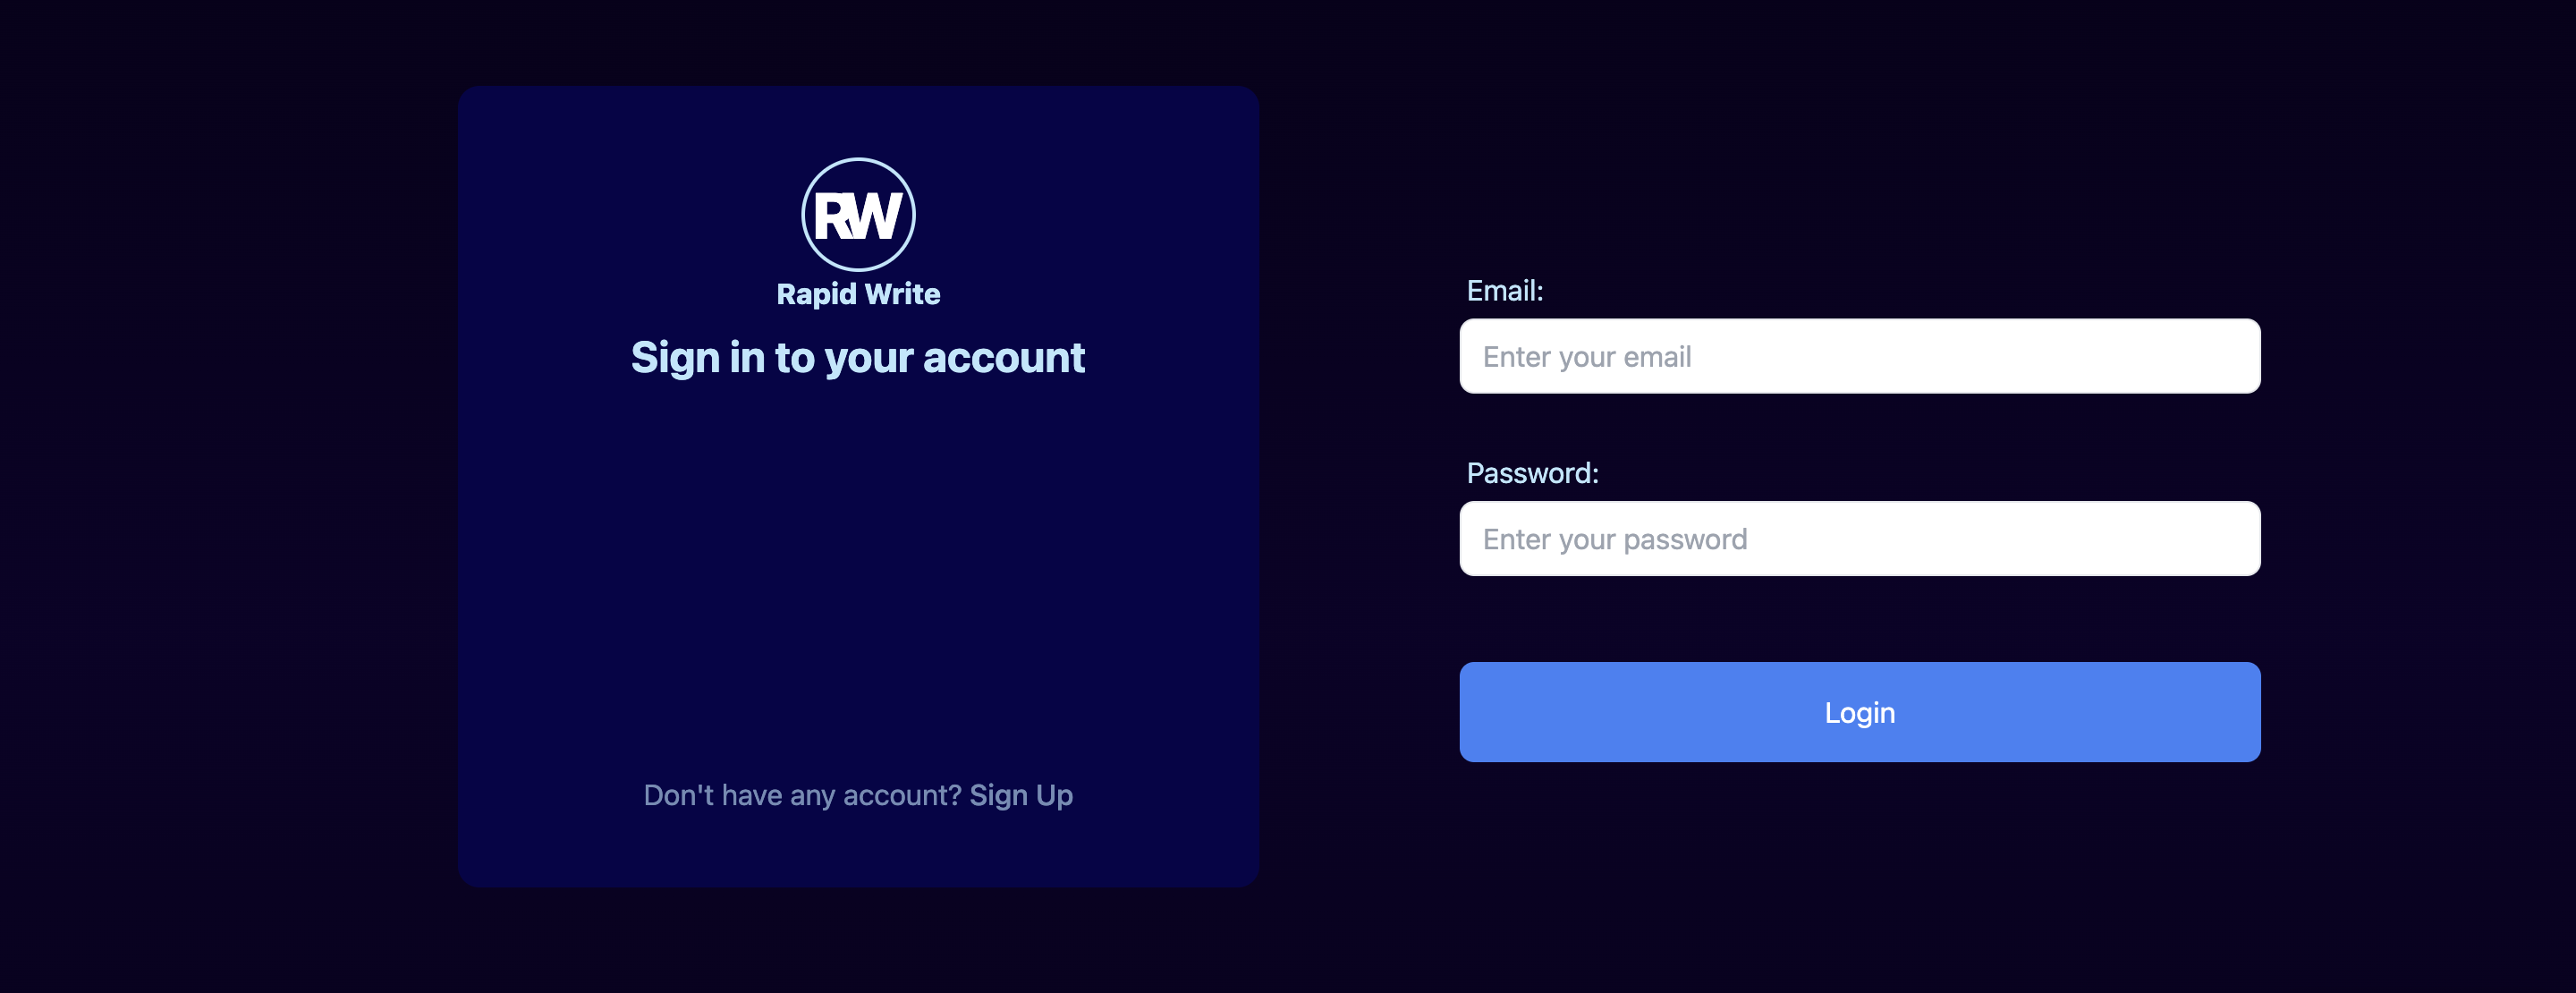 RW
Rapid Write
Sign in to your account
Don't have any account? Sign Up
Email:
Enter your email
Password:
Enter your password
Login